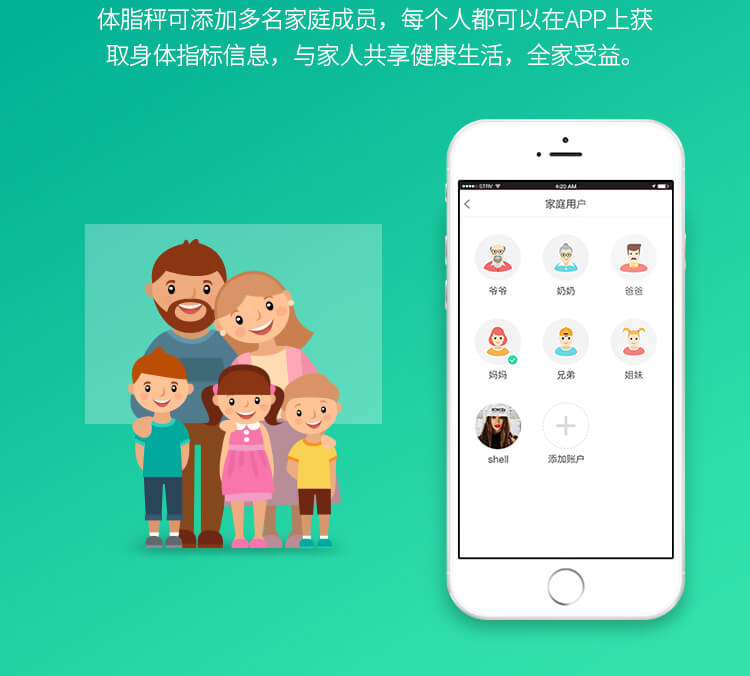 体脂秤可添加多名家庭成员，每个人都可以在APP上获
取身体指标信息，与家人共享健康生活，全家受益。
4:20 AM
家庭用户
爷爷 奶奶 爸爸
妈妈 兄弟 姐妹
shell 添加账户